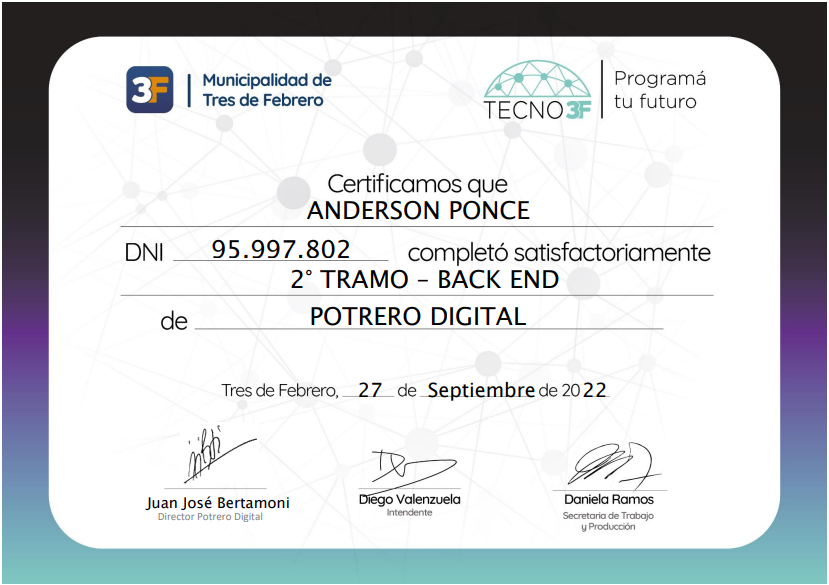 3F
Municipalidad de
Tres de Febrero
TECNO3F
Programá
tu futuro
Certificamos que
ANDERSON PONCE
DNI 95.997.802 completó satisfactoriamente
2° TRAMO – BACK END
de POTRERO DIGITAL
Tres de Febrero, 27 de Septiembre de 2022
Juan José Bertamoni
Director Potrero Digital
Diego Valenzuela
Intendente
Daniela Ramos
Secretaria de Trabajo
y Producción